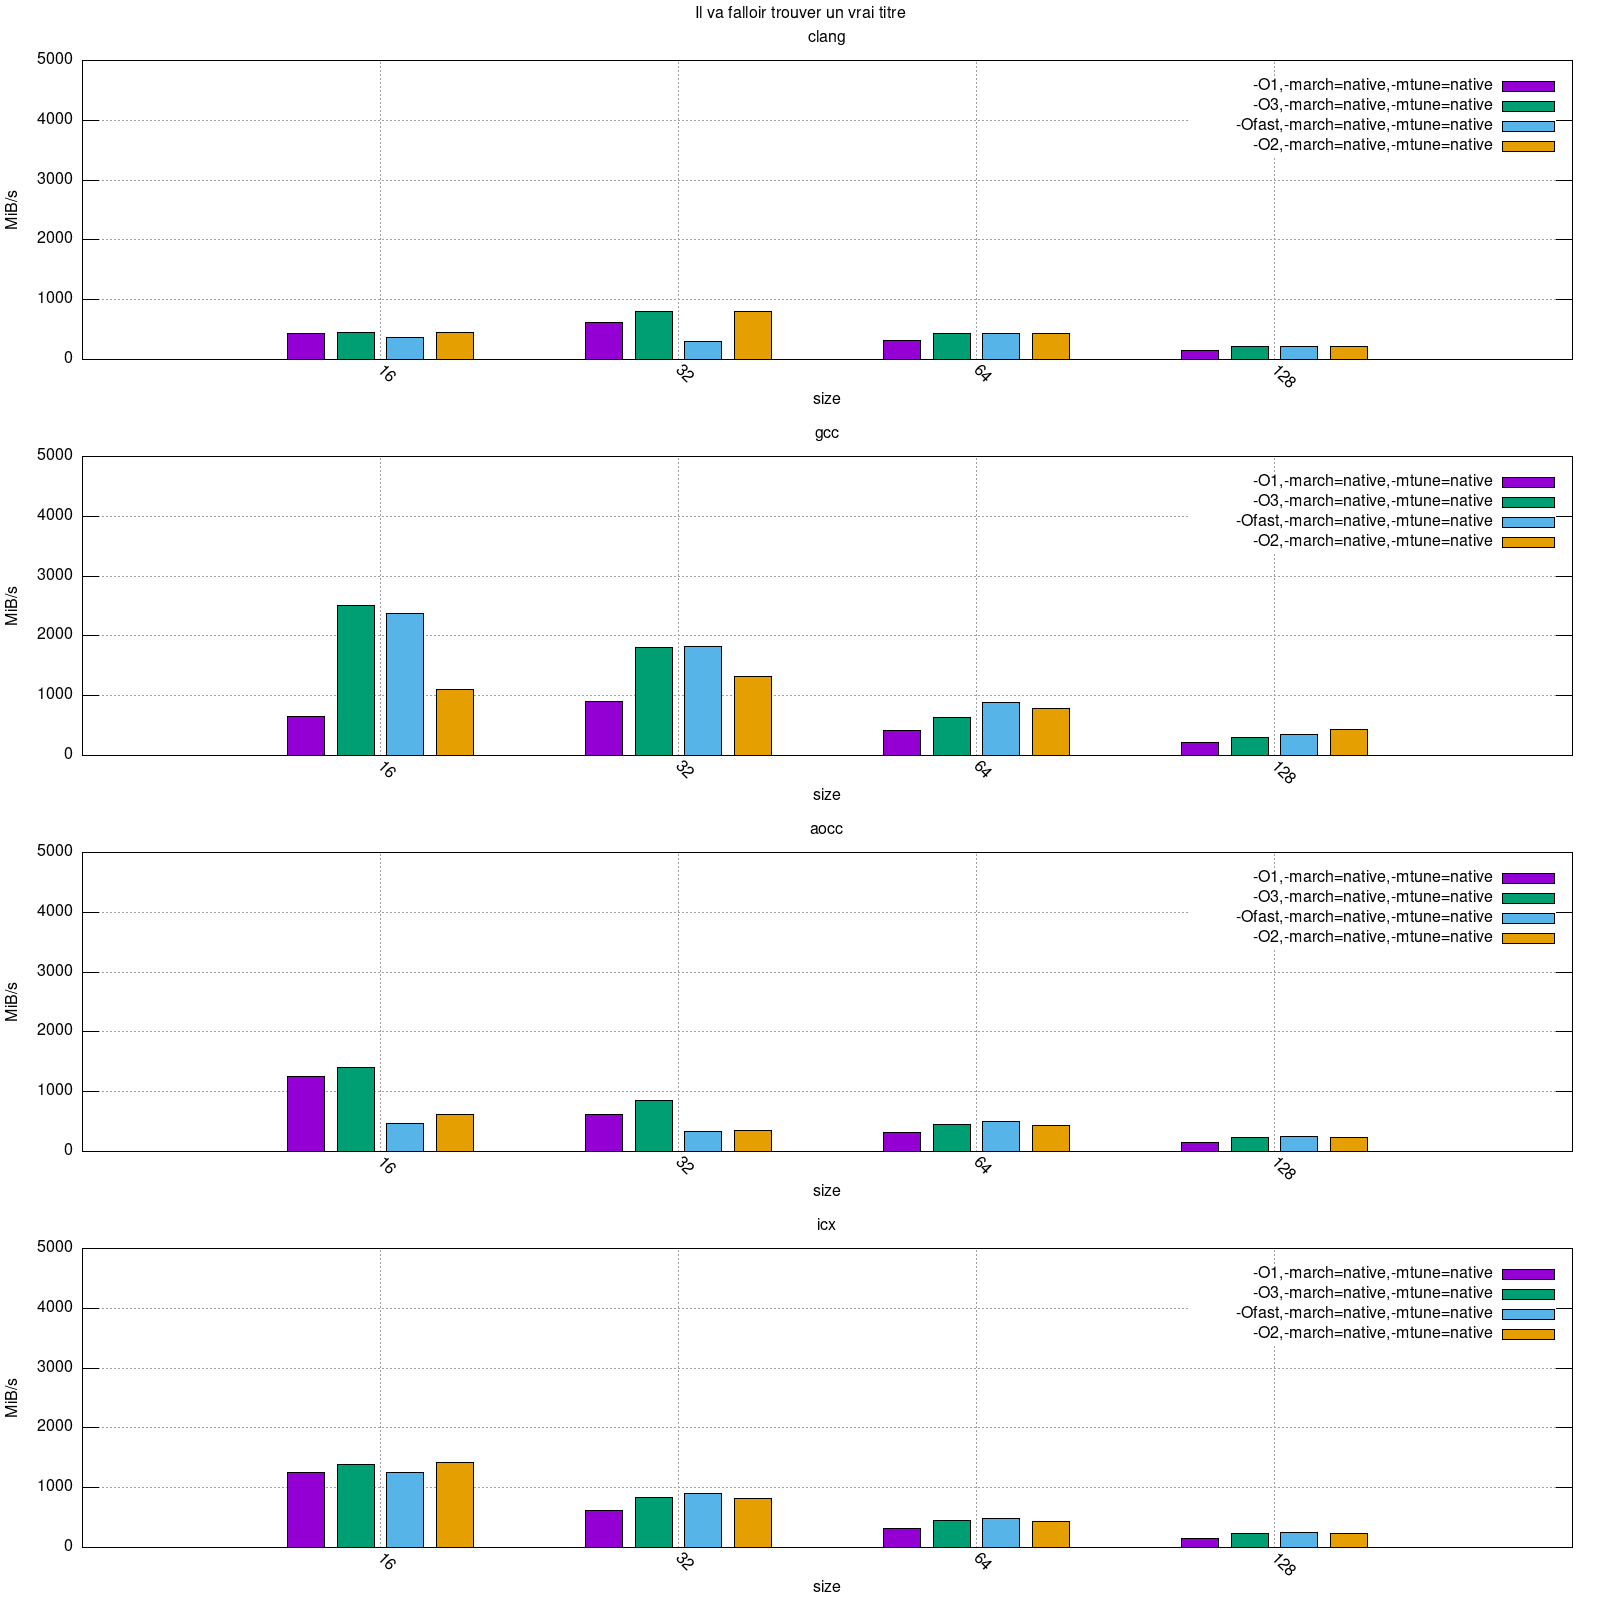 Il va falloir trouver un vrai titre
clang
5000
4000
3000
2000
1000
0
MiB/s
-O1,-march=native,-mtune=native
-O3,-march=native,-mtune=native
-Ofast,-march=native,-mtune=native
-O2,-march=native,-mtune=native
16
32
64
128
size
gcc
5000
4000
3000
2000
1000
0
MiB/s
-O1,-march=native,-mtune=native
-O3,-march=native,-mtune=native
-Ofast,-march=native,-mtune=native
-O2,-march=native,-mtune=native
16
32
64
128
size
aocc
5000
4000
3000
2000
1000
0
MiB/s
-O1,-march=native,-mtune=native
-O3,-march=native,-mtune=native
-Ofast,-march=native,-mtune=native
-O2,-march=native,-mtune=native
16
32
64
128
size
icx
5000
4000
3000
2000
1000
0
MiB/s
-O1,-march=native,-mtune=native
-O3,-march=native,-mtune=native
-Ofast,-march=native,-mtune=native
-O2,-march=native,-mtune=native
16
32
64
128
size